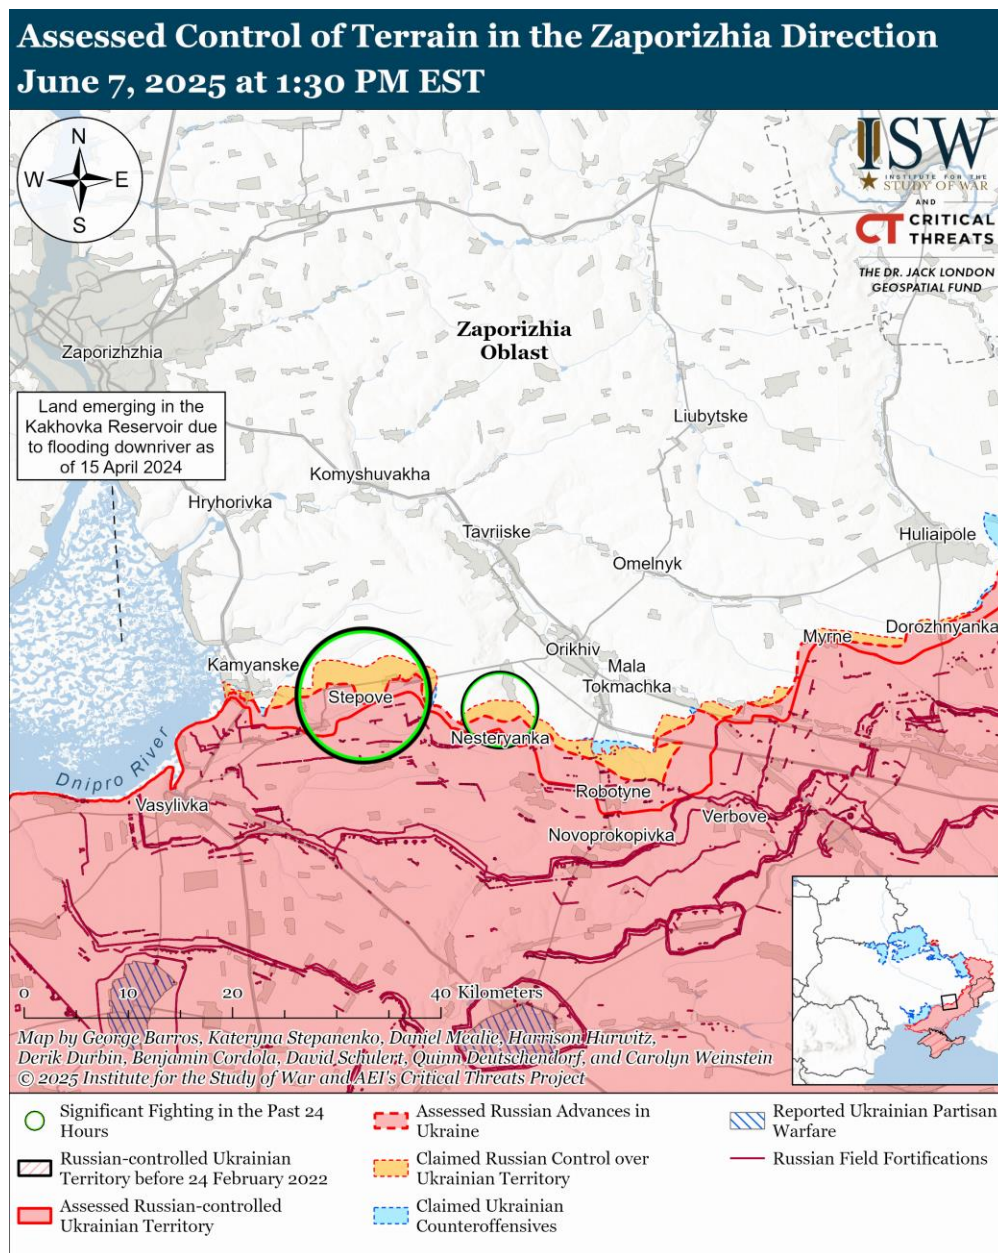 Assessed Control of Terrain in the Zaporizhia Direction
June 7, 2025 at 1:30 PM EST
N
W
E
S
ISW
INSTITUTE FOR THE
STUDY OF WAR
AND
CT CRITICAL
THREATS
THE DR. JACK LONDON
GEOSPATIAL FUND
Zaporizhia
Oblast
Zaporizhzhia
Land emerging in the
Kakhovka Reservoir due
to flooding downriver as
of 15 April 2024
Liubytske
Komyshuvakha
Hryhorivka
Tavriiske
Huliaipole
Omelnyk
Dorozhnyanka
Myrne
Orikhiv
Kamyanske
Mala
Tokmachka
Stepove
Nesteryanka
Dnipro River
Robotyne
Vasylivka
Verbove
Novoprokopivka
0 10 20 40 Kilometers
Map by George Barros, Kateryna Stepanenko, Daniel Mealie, Harrison Hurwitz,
Derik Durbin, Benjamin Cordola, David Schulert, Quinn Deutschendorf, and Carolyn Weinstein
© 2025 Institute for the Study of War and AEI's Critical Threats Project
Significant Fighting in the Past 24
Hours
Russian-controlled Ukrainian
Territory before 24 February 2022
Assessed Russian-controlled
Ukrainian Territory
Assessed Russian Advances in
Ukraine
Claimed Russian Control over
Ukrainian Territory
Claimed Ukrainian
Counteroffensives
Reported Ukrainian Partisan
Warfare
Russian Field Fortifications